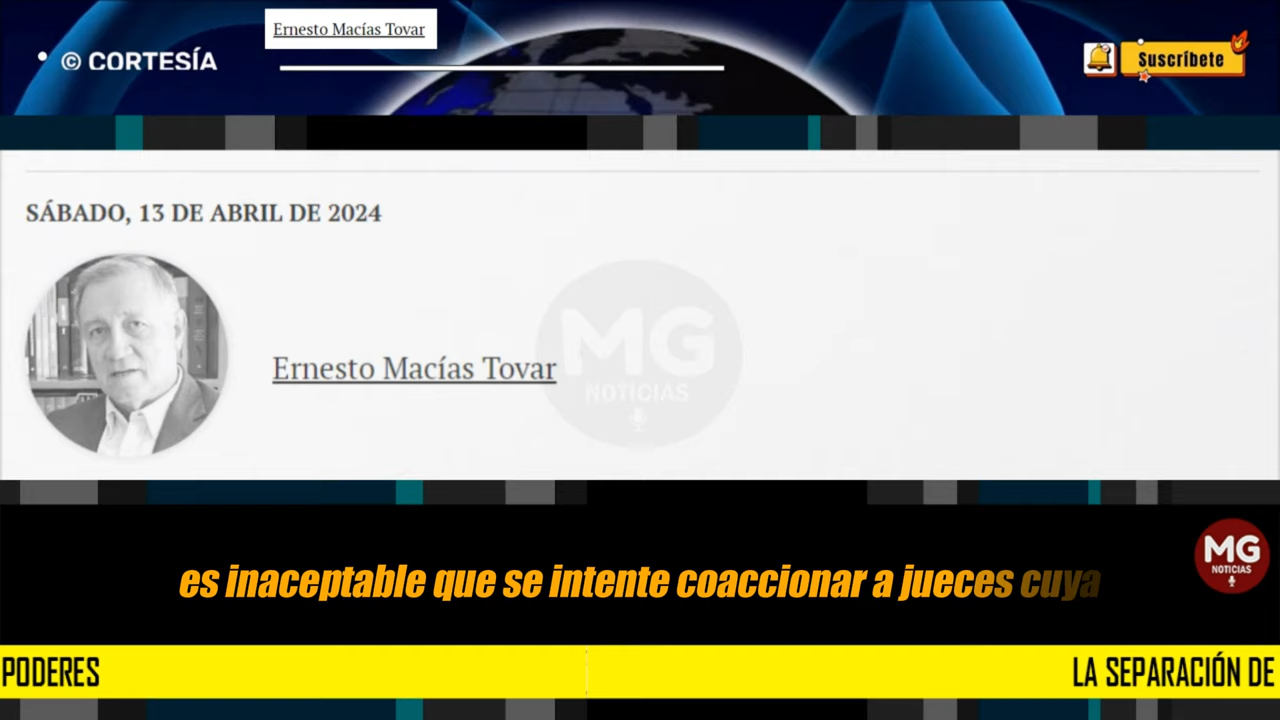 Ernesto Macías Tovar
© CORTESÍA
Suscríbete
SÁBADO, 13 DE ABRIL DE 2024
Ernesto Macías Tovar
MG
NOTICIAS
es inaceptable que se intente coaccionar a jueces cuya
MG
NOTICIAS
PODERES
LA SEPARACIÓN DE